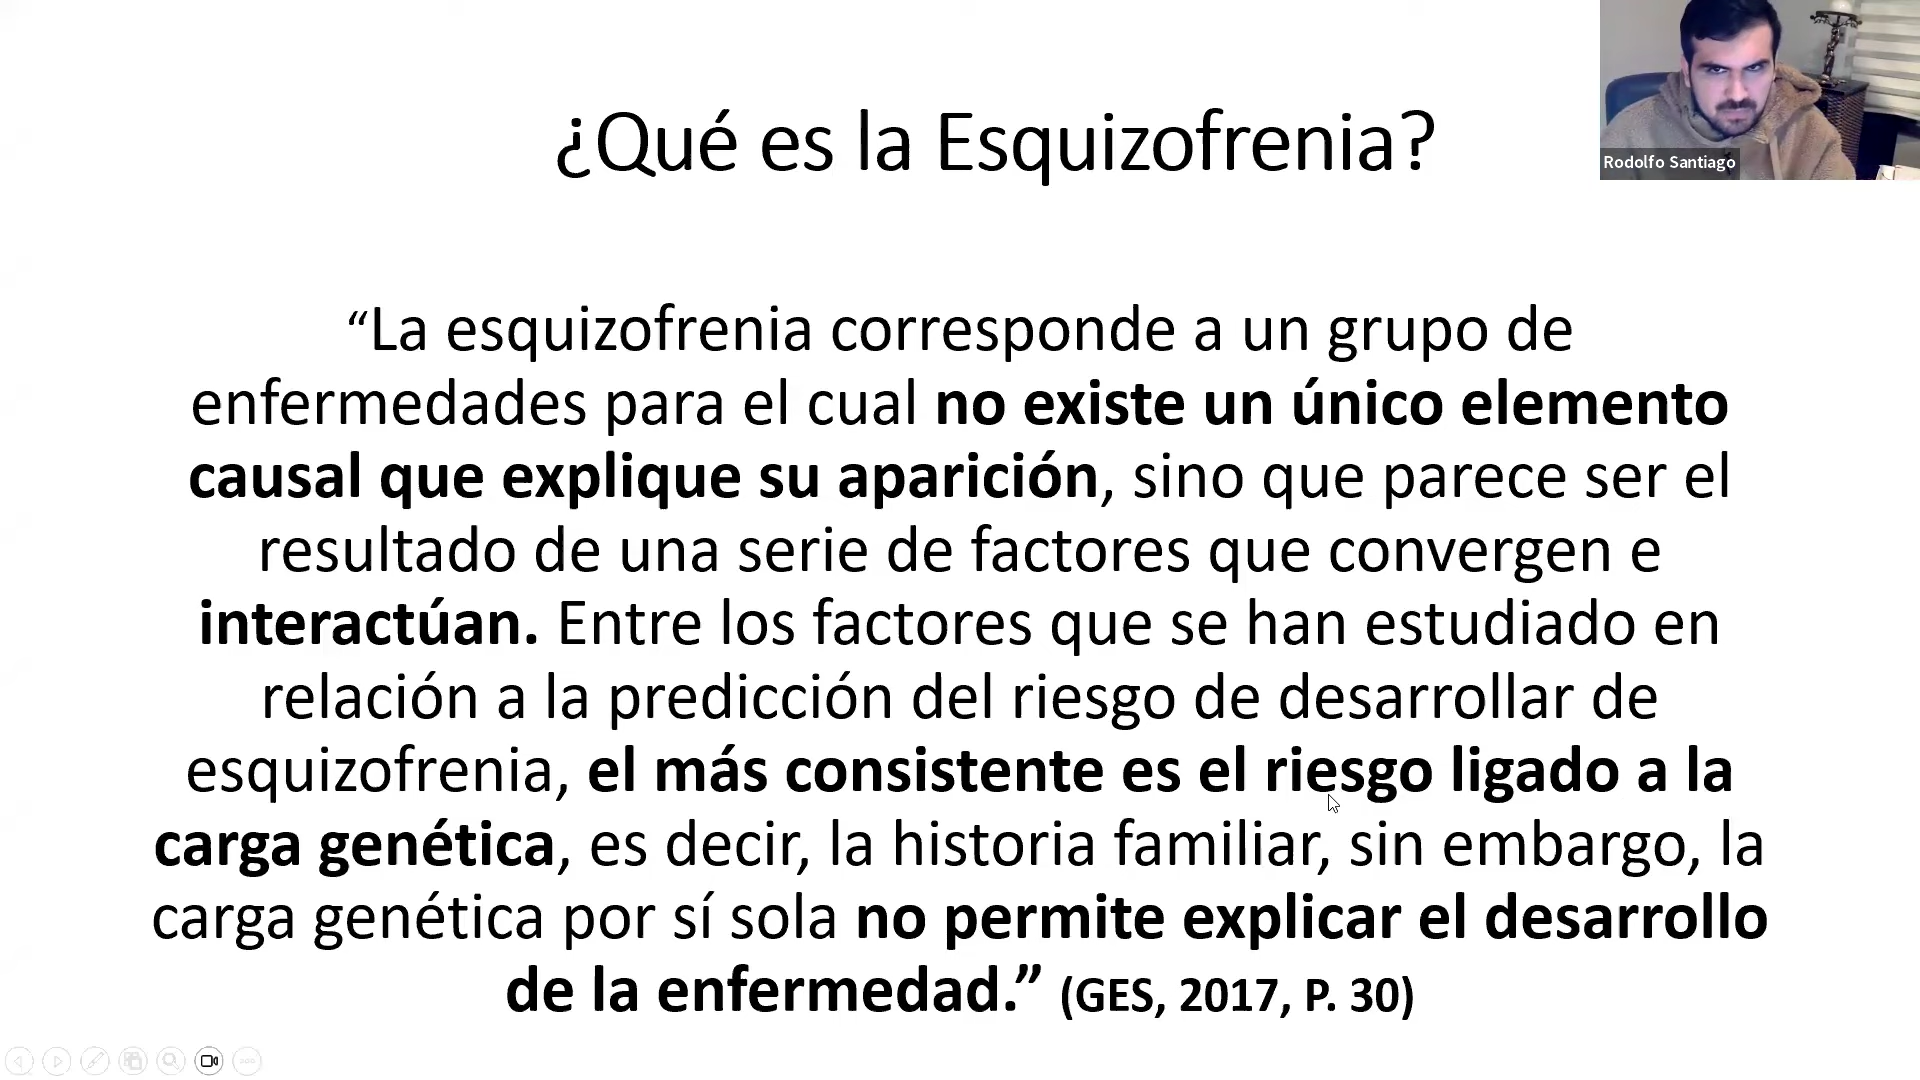 ¿Qué es la Esquizofrenia?
Rodolfo Santiago
“La esquizofrenia corresponde a un grupo de
enfermedades para el cual no existe un único elemento
causal que explique su aparición, sino que parece ser el
resultado de una serie de factores que convergen e
interactúan. Entre los factores que se han estudiado en
relación a la predicción del riesgo de desarrollar de
esquizofrenia, el más consistente es el riesgo ligado a la
carga genética, es decir, la historia familiar, sin embargo, la
carga genética por sí sola no permite explicar el desarrollo
de la enfermedad.” (GES, 2017, P. 30)